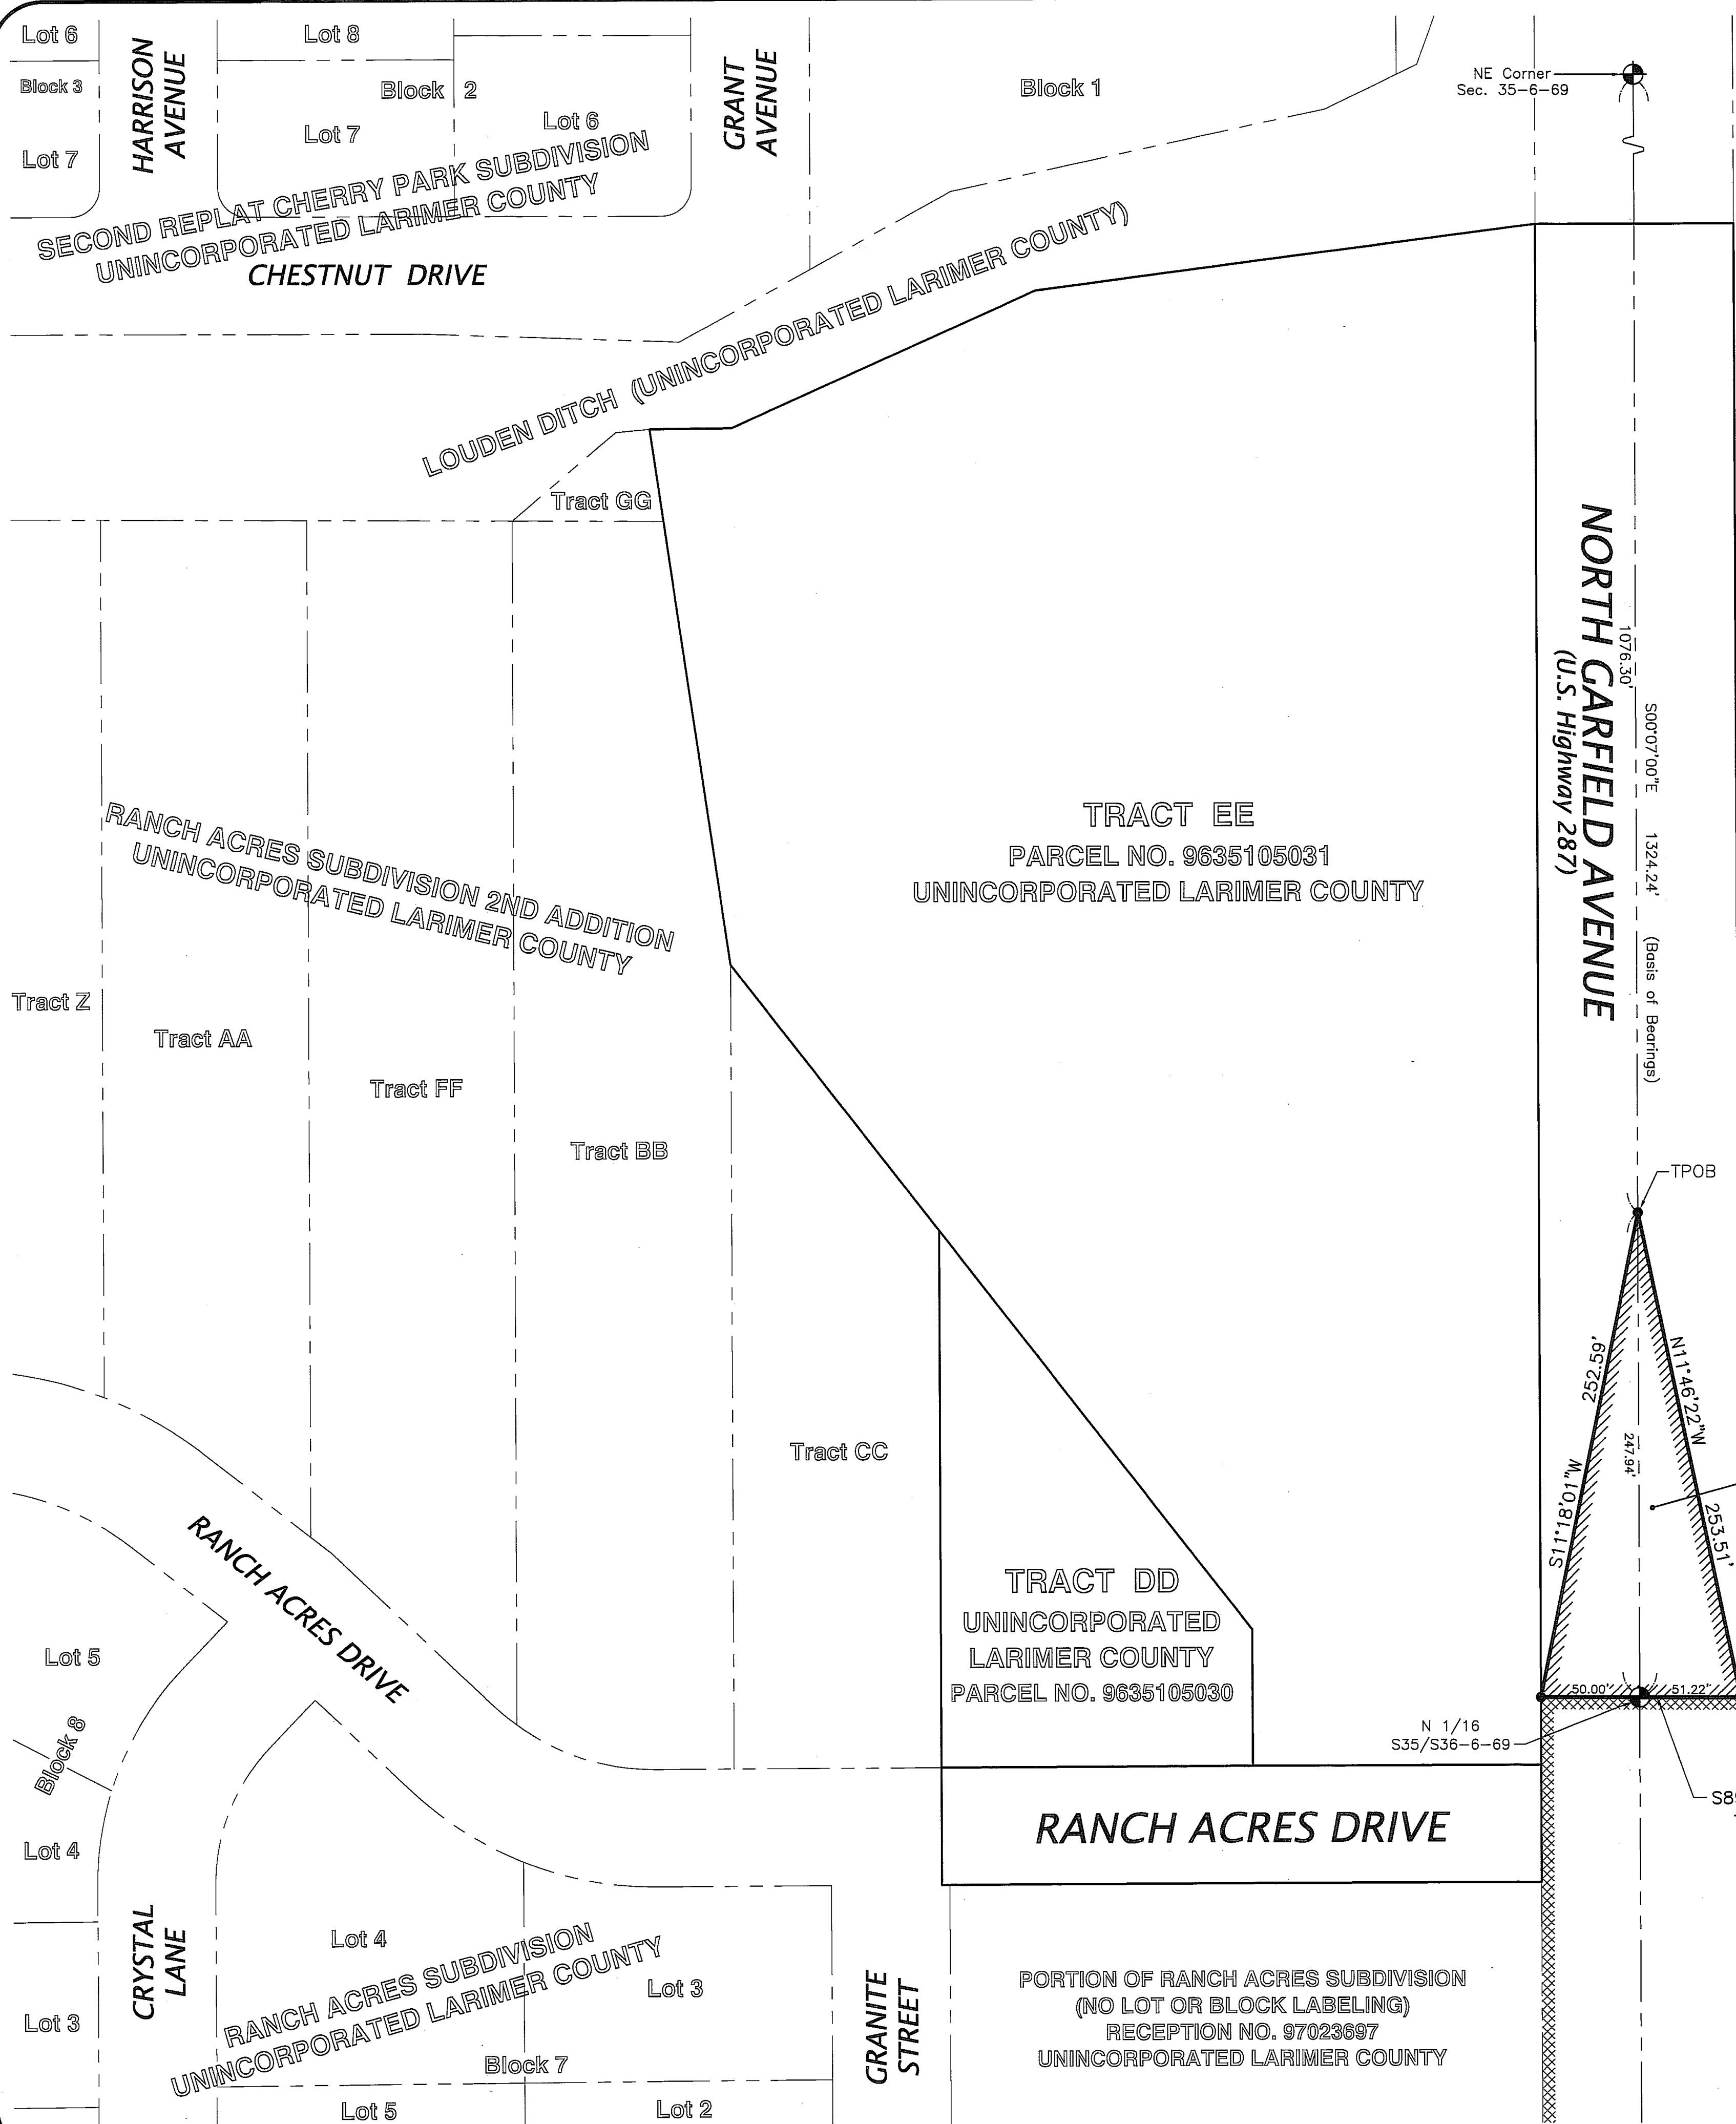 Lot 6
Block 3
Lot 7
HARRISON
AVENUE
Lot 8
Block 2
Lot 7
Lot 6
GRANT
AVENUE
Block 1
NE Corner
Sec. 35-6-69
SECOND REPLAT CHERRY PARK SUBDIVISION
UNINCORPORATED LARIMER COUNTY
CHESTNUT DRIVE
LOUDEN DITCH (UNINCORPORATED LARIMER COUNTY)
Tract GG
NORTH GARFIELD AVENUE
(U.S. Highway 287)
1076.30'
S00°07'00"E 1324.24' (Basis of Bearings)
TRACT EE
PARCEL NO. 9635105031
UNINCORPORATED LARIMER COUNTY
RANCH ACRES SUBDIVISION 2ND ADDITION
UNINCORPORATED LARIMER COUNTY
Tract Z
Tract AA
Tract FF
Tract BB
TPOB
252.59'
S11°18'01"W
247.94'
N11°46'22"W
253.51'
Tract CC
RANCH ACRES DRIVE
TRACT DD
UNINCORPORATED
LARIMER COUNTY
PARCEL NO. 9635105030
50.00'
51.22'
N 1/16
S35/S36-6-69
Lot 5
Block 8
Lot 4
Lot 3
CRYSTAL
LANE
RANCH ACRES DRIVE
Lot 4
RANCH ACRES SUBDIVISION
UNINCORPORATED LARIMER COUNTY
Lot 3
Block 7
Lot 5
Lot 2
GRANITE
STREET
PORTION OF RANCH ACRES SUBDIVISION
(NO LOT OR BLOCK LABELING)
RECEPTION NO. 97023697
UNINCORPORATED LARIMER COUNTY